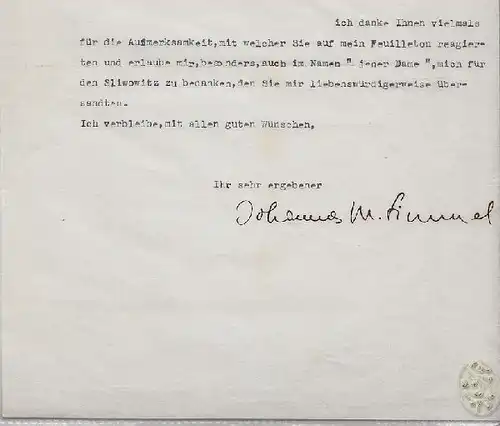 ich danke Ihnen vielmals
für die Aufmerksamkeit,mit welcher Sie auf mein Feuilleton reagier-
ten und erlaube mir,besonders,auch im Namen " jener Dame ",mich für
den Sliwowitz zu bedanken,den Sie mir liebenswürdigerweise über-
sandten.
Ich verbleibe,mit allen guten Wünschen,
Ihr sehr ergebener
Johannes M. Simmel